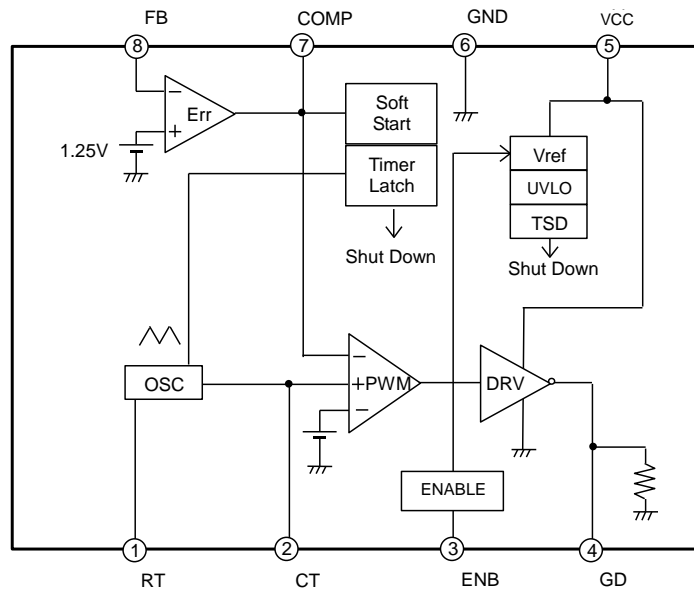 FB COMP GND VCC
8 7 6 5
Err
− +
1.25V
Soft
Start
Timer
Latch
Shut Down
Vref
UVLO
TSD
Shut Down
OSC
−
+PWM
−
DRV
ENABLE
1 2 3 4
RT CT ENB GD